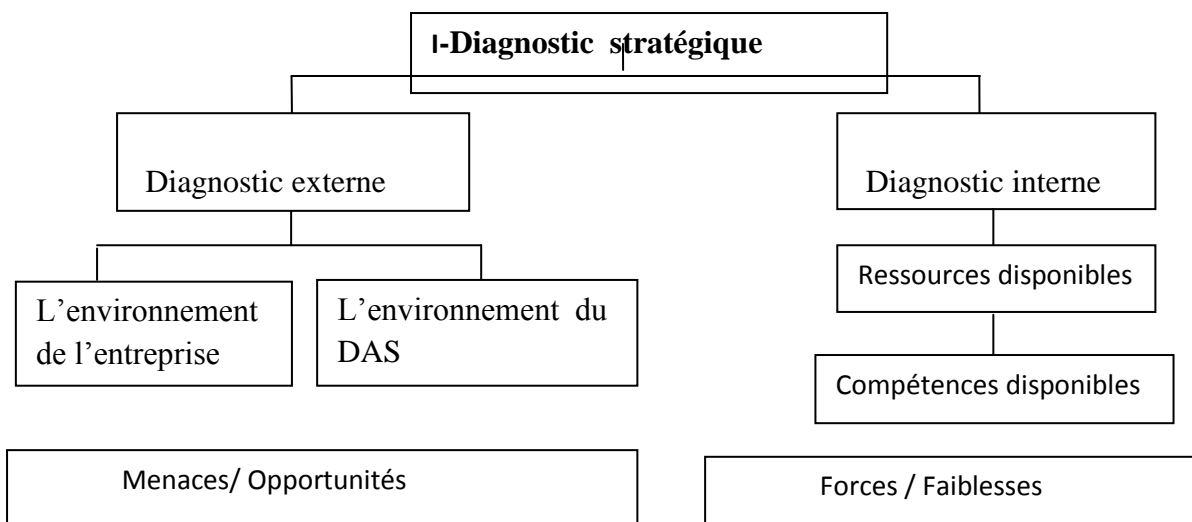 I-Diagnostic stratégique
Diagnostic externe
Diagnostic interne
L’environnement
de l’entreprise
L’environnement du
DAS
Ressources disponibles
Compétences disponibles
Menaces/ Opportunités
Forces / Faiblesses